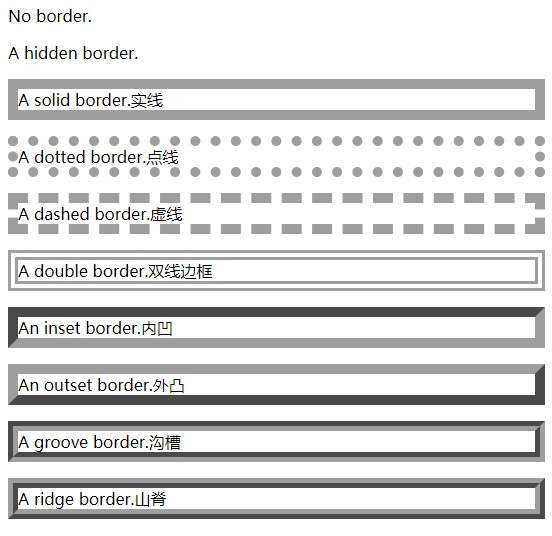 No border.
A hidden border.
A solid border.实线
A dotted border.点线
A dashed border.虚线
A double border.双线边框
An inset border.内凹
An outset border.外凸
A groove border.沟槽
A ridge border.山脊